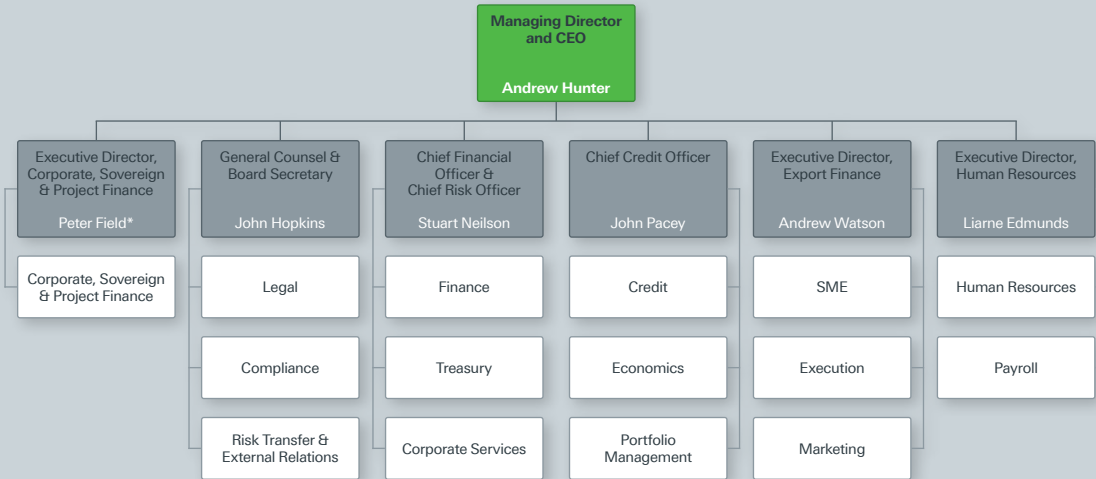 Managing Director
and CEO
Andrew Hunter
Executive Director,
Corporate, Sovereign
& Project Finance
Peter Field*
General Counsel &
Board Secretary
John Hopkins
Chief Financial
Officer &
Chief Risk Officer
Stuart Neilson
Chief Credit Officer
John Pacey
Executive Director,
Export Finance
Andrew Watson
Executive Director,
Human Resources
Liarne Edmunds
Corporate, Sovereign
& Project Finance
Legal
Finance
Credit
SME
Human Resources
Compliance
Treasury
Economics
Execution
Payroll
Risk Transfer &
External Relations
Corporate Services
Portfolio
Management
Marketing